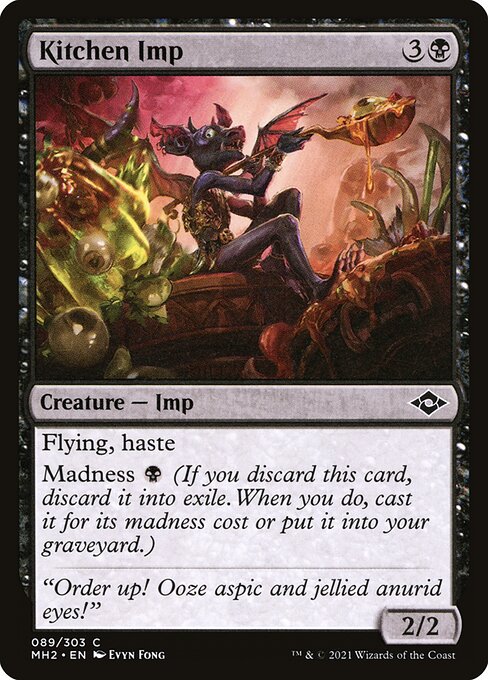 Kitchen Imp 3
Creature — Imp
Flying, haste
Madness (If you discard this card,
discard it into exile. When you do, cast
it for its madness cost or put it into your
graveyard.)
“Order up! Ooze aspic and jellied anurid
eyes!”
2/2
089/303 C
MH2 • EN Evyn Fong
™ & © 2021 Wizards of the Coast